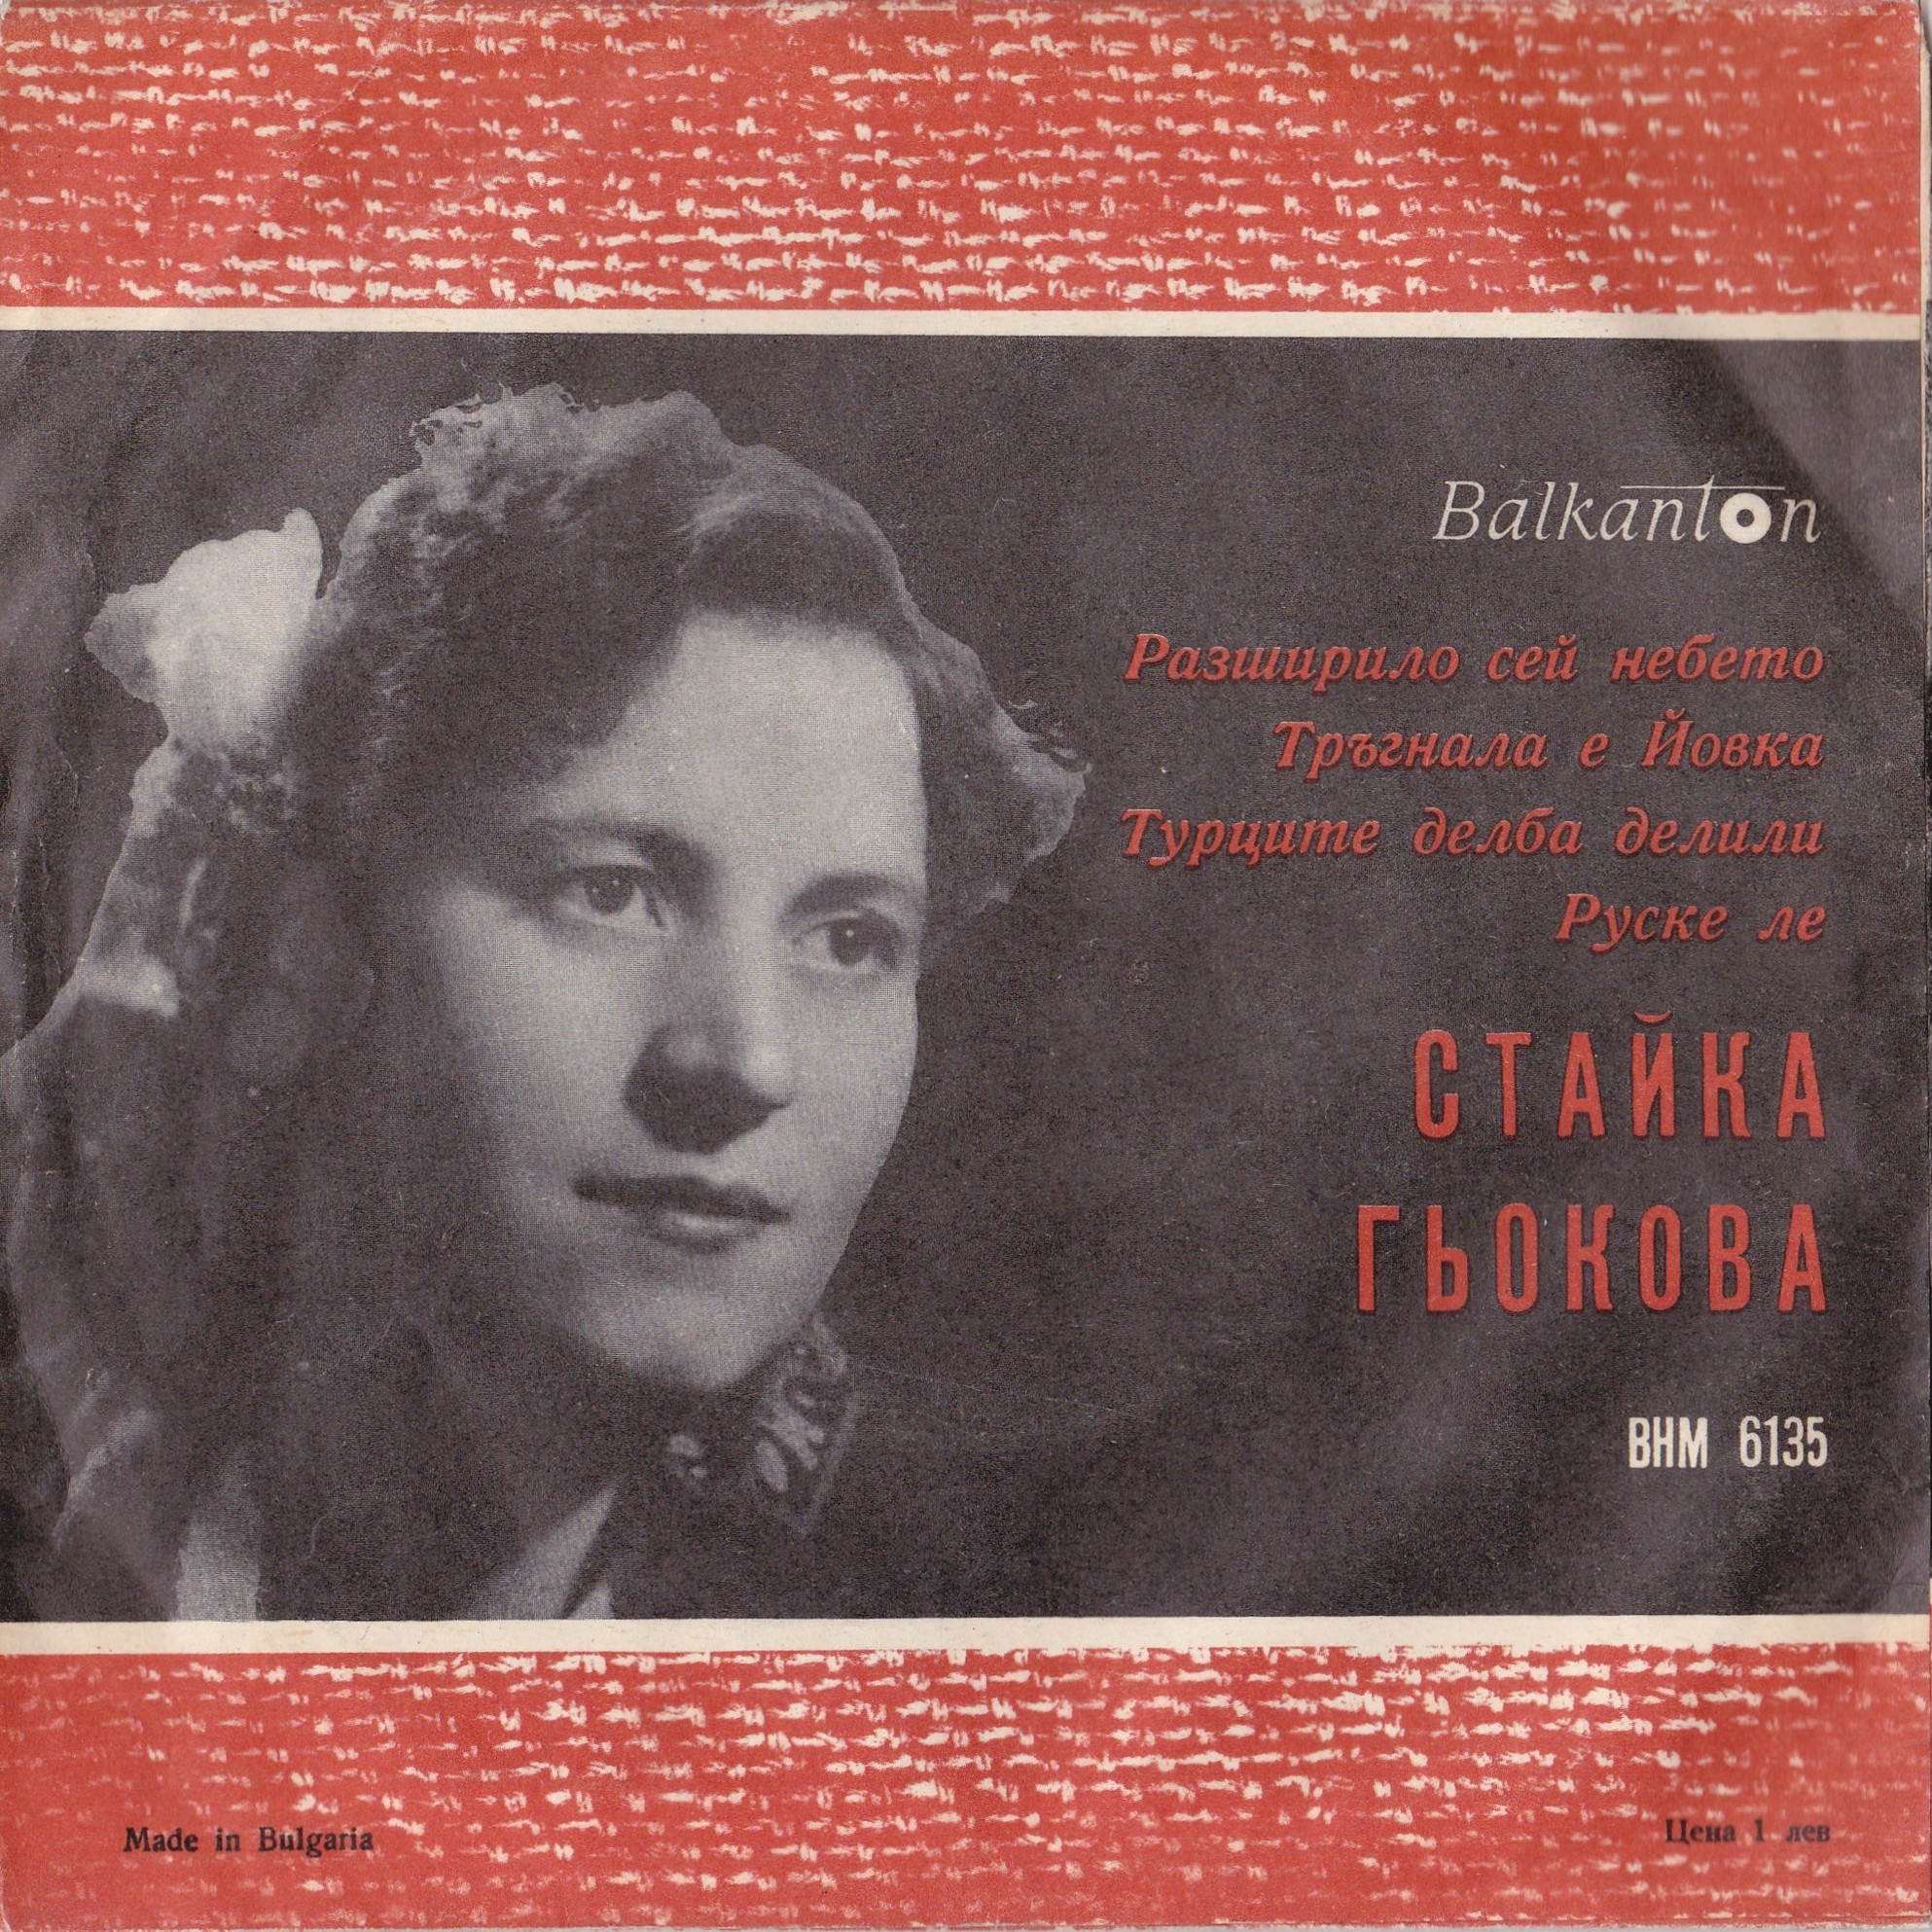 Balkanton
Разширило сей небето
Тръгнала е Йовка
Турците делба делили
Руске ле
СТАЙКА
ГЬОКОВА
ВНМ 6135
Made in Bulgaria
Цена 1 лев